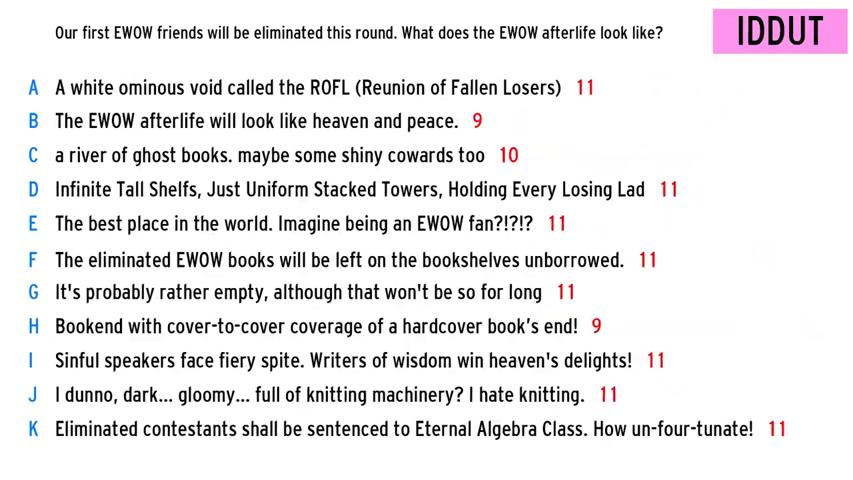 Our first EWOW friends will be eliminated this round. What does the EWOW afterlife look like?
IDDUT
A A white ominous void called the ROFL (Reunion of Fallen Losers) 11
B The EWOW afterlife will look like heaven and peace. 9
C a river of ghost books. maybe some shiny cowards too 10
D Infinite Tall Shelfs, Just Uniform Stacked Towers, Holding Every Losing Lad 11
E The best place in the world. Imagine being an EWOW fan?!?!? 11
F The eliminated EWOW books will be left on the bookshelves unborrowed. 11
G It's probably rather empty, although that won't be so for long 11
H Bookend with cover-to-cover coverage of a hardcover book’s end! 9
I Sinful speakers face fiery spite. Writers of wisdom win heaven's delights! 11
J I dunno, dark... gloomy... full of knitting machinery? I hate knitting. 11
K Eliminated contestants shall be sentenced to Eternal Algebra Class. How un-four-tunate! 11